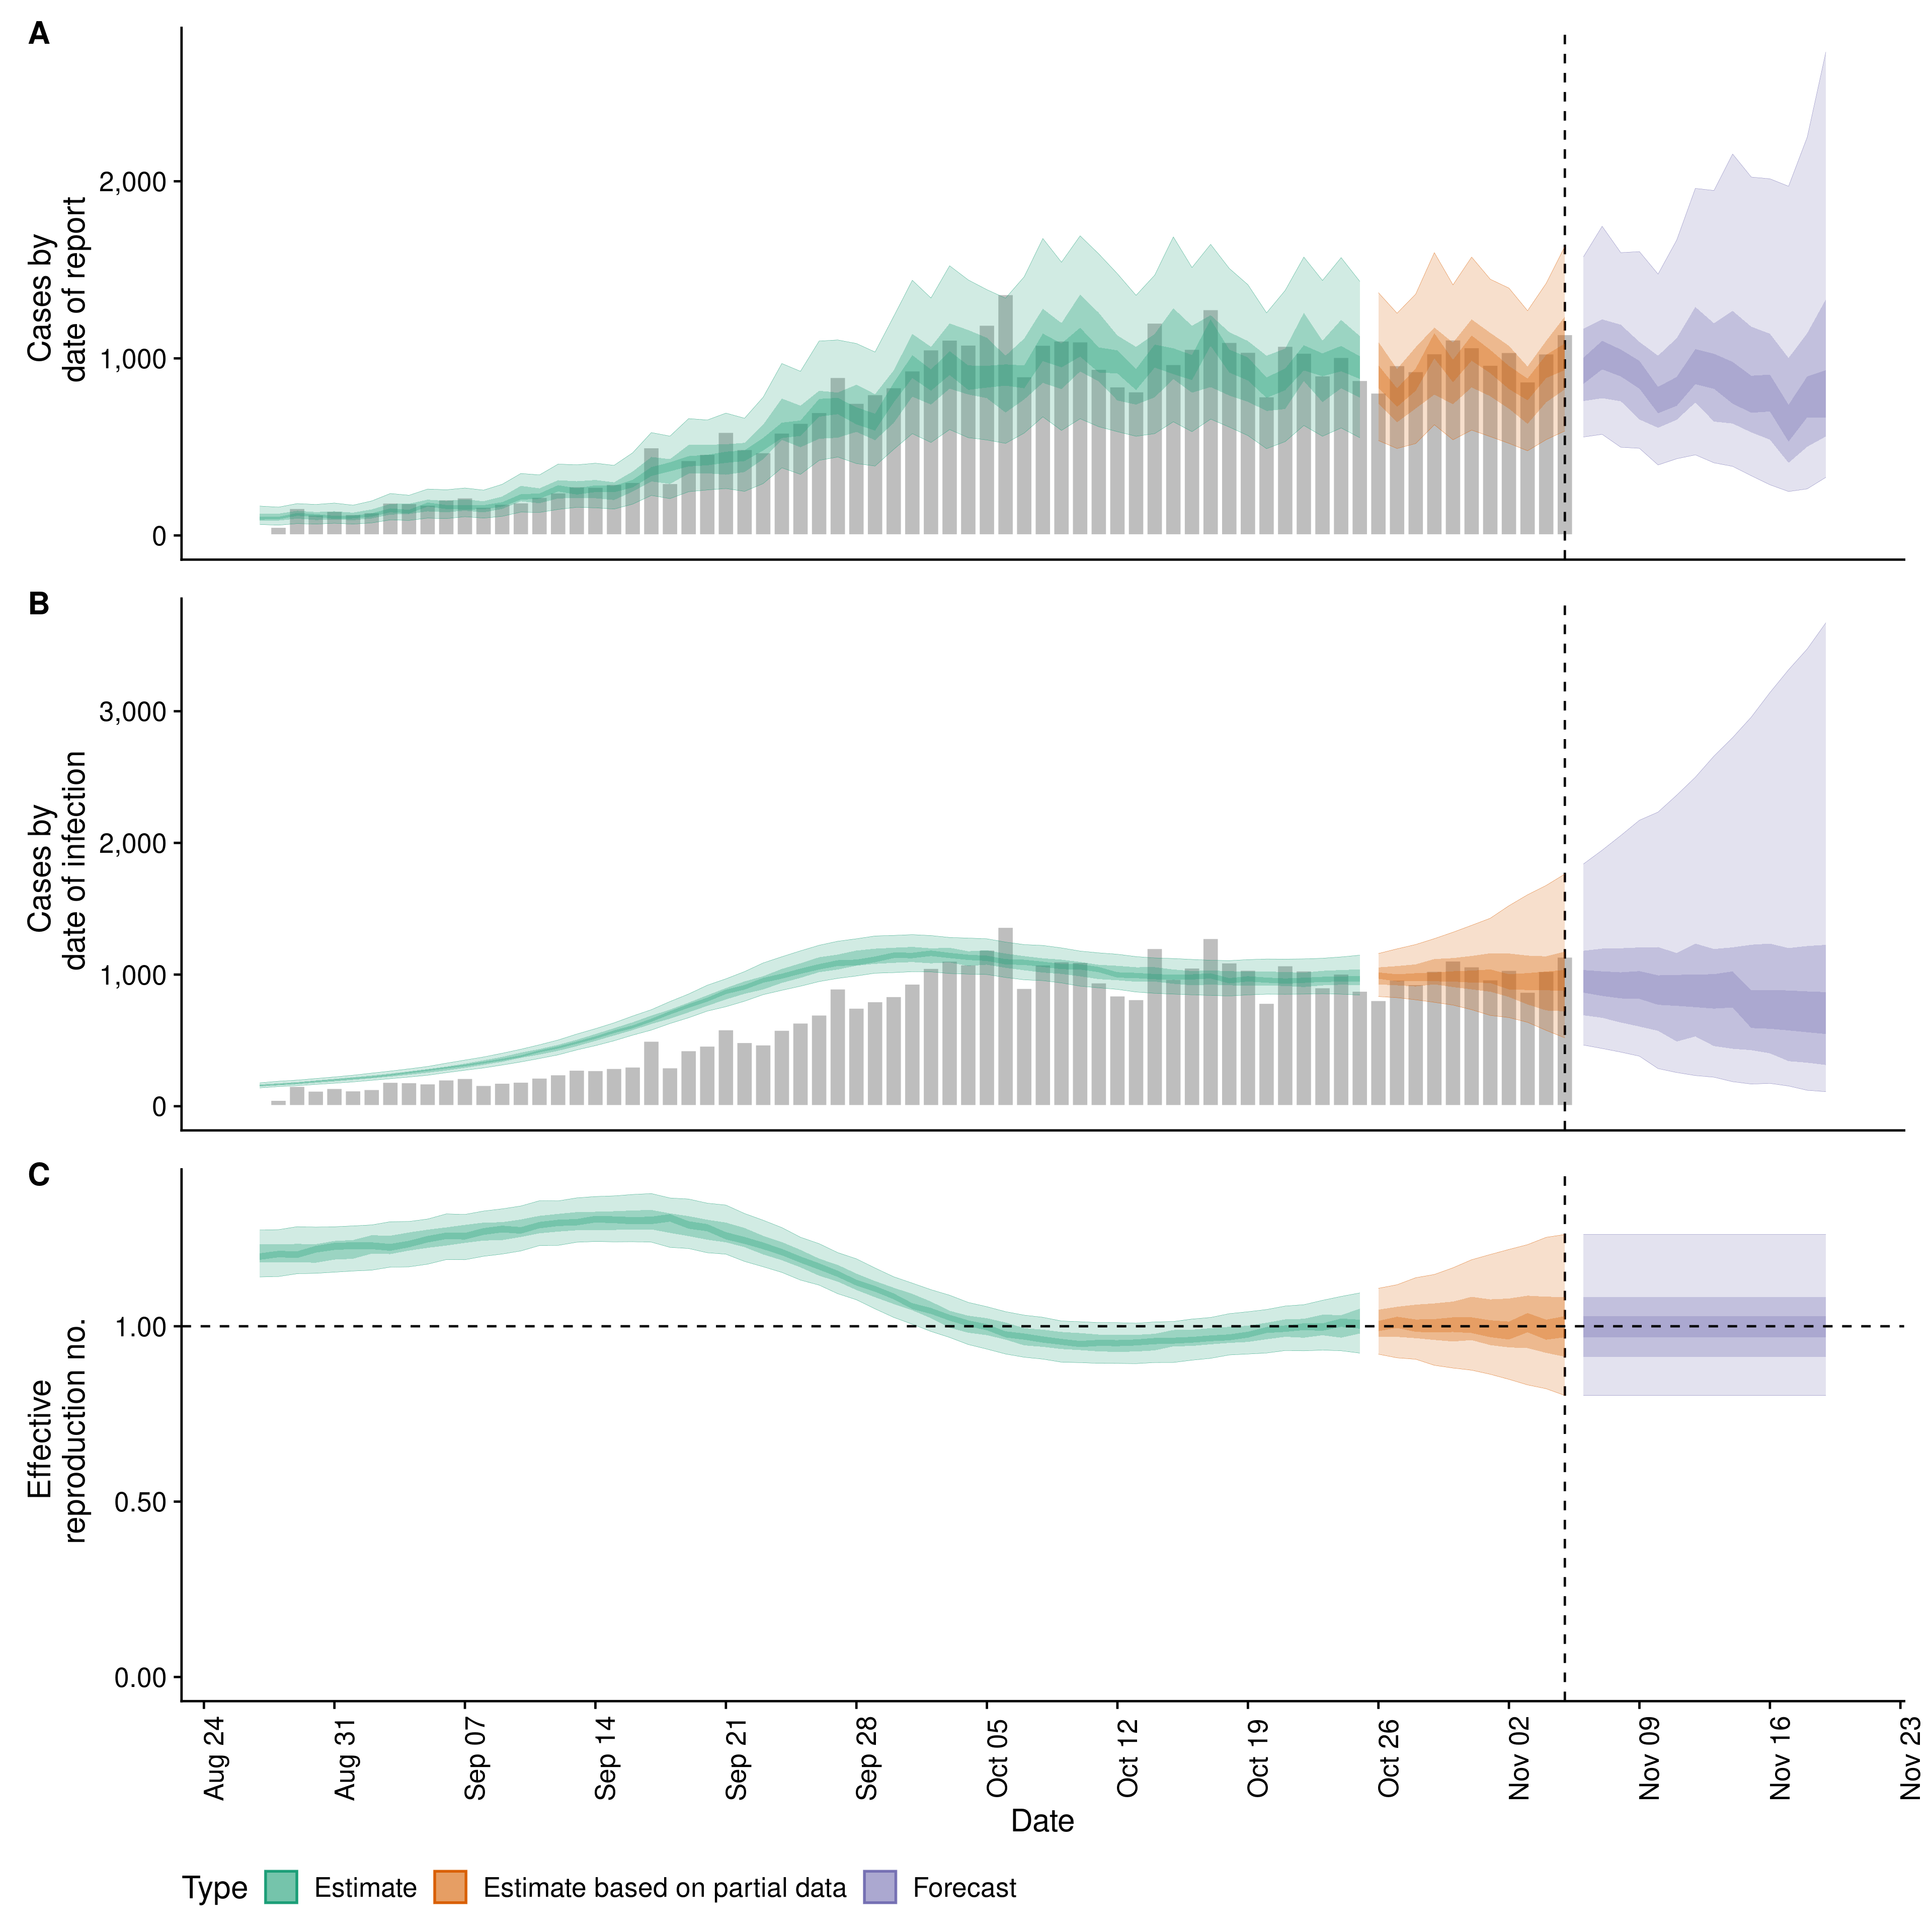 A
Cases by
date of report
2,000
1,000
0
B
Cases by
date of infection
3,000
2,000
1,000
0
C
Effective
reproduction no.
1.00
0.50
0.00
Aug 24
Aug 31
Sep 07
Sep 14
Sep 21
Sep 28
Oct 05
Oct 12
Oct 19
Oct 26
Nov 02
Nov 09
Nov 16
Nov 23
Date
Type Estimate Estimate based on partial data Forecast